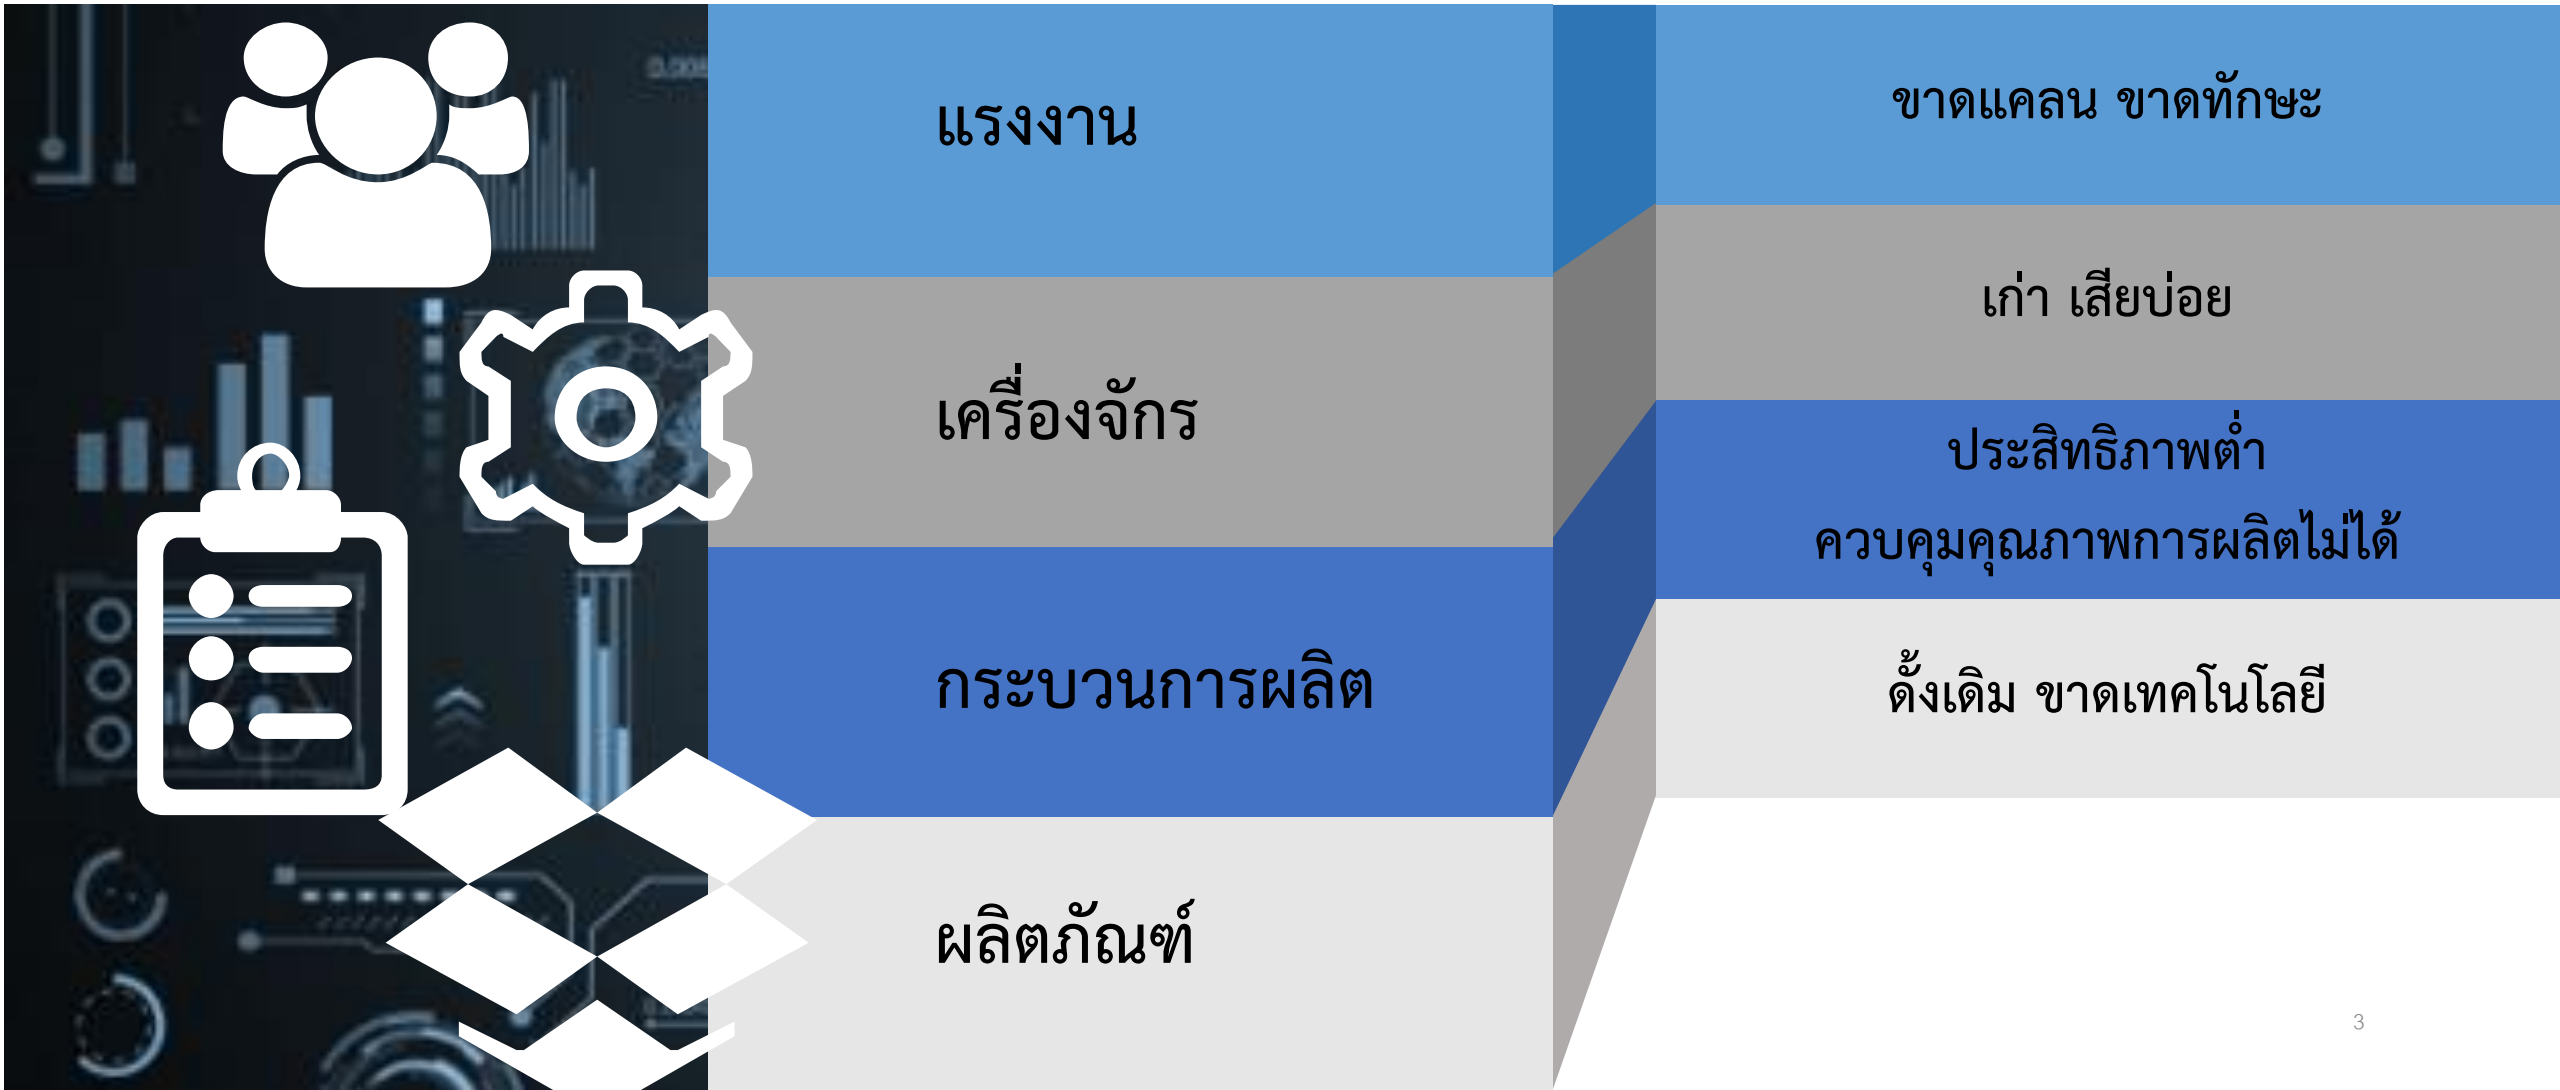 แรงงาน
ขาดแคลน ขาดทักษะ
เครื่องจักร
เก่า เสียบ่อย
กระบวนการผลิต
ประสิทธิภาพต่ำ
ควบคุมคุณภาพการผลิตไม่ได้
ผลิตภัณฑ์
ดั้งเดิม ขาดเทคโนโลยี
3